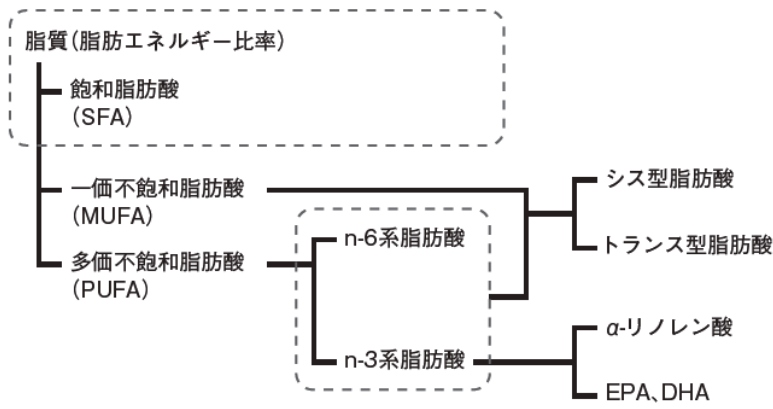 脂質(脂肪エネルギー比率)
飽和脂肪酸
(SFA)
一価不飽和脂肪酸
(MUFA)
多価不飽和脂肪酸
(PUFA)
n-6系脂肪酸
n-3系脂肪酸
シス型脂肪酸
トランス型脂肪酸
α-リノレン酸
EPA、DHA